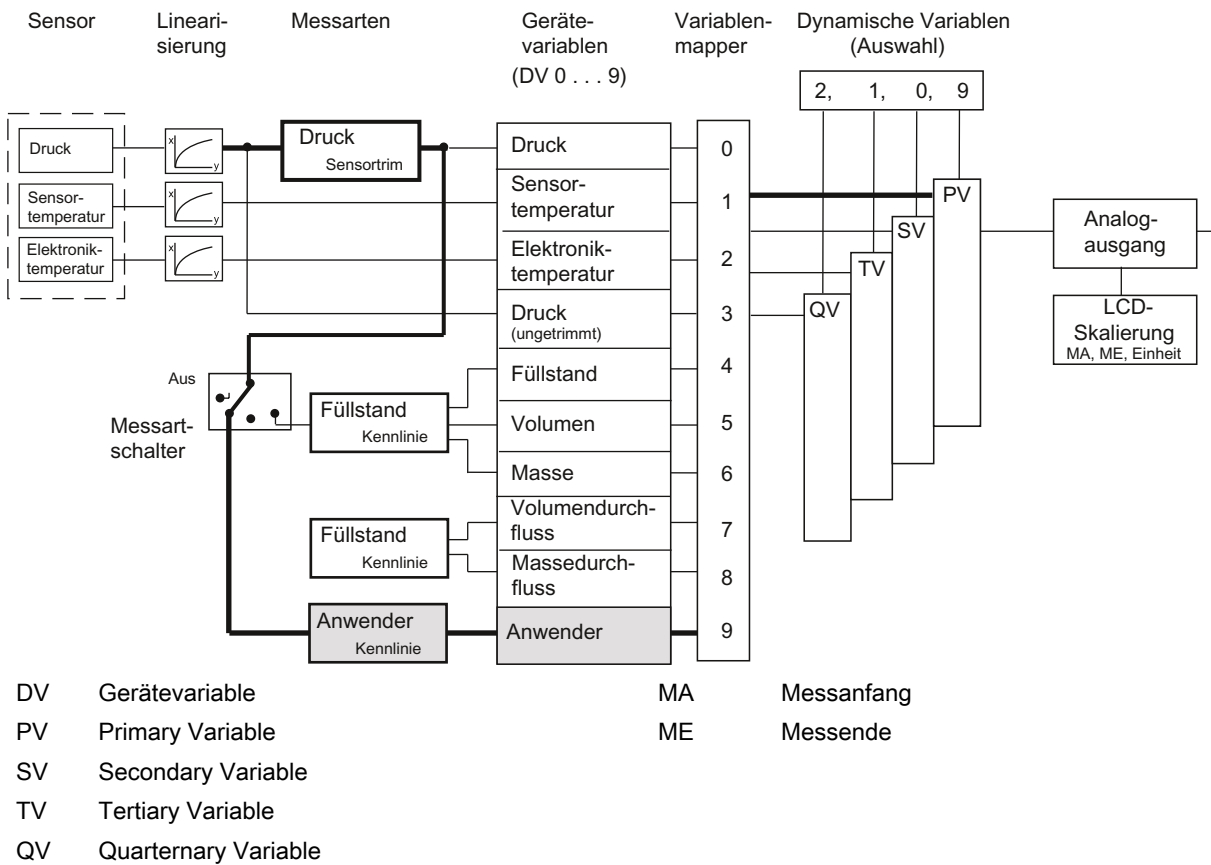 Sensor
Lineari-
sierung
Messarten
Geräte-
variablen
(DV 0 . . . 9)
Variablen-
mapper
Dynamische Variablen
(Auswahl)
2, 1, 0, 9
Druck
Sensor-
temperatur
Elektronik-
temperatur
x
y
x
y
x
y
Druck
Sensortrim
Druck
Sensor-
temperatur
Elektronik-
temperatur
Druck
(ungetrimmt)
Füllstand
Volumen
Masse
Volumendurch-
fluss
Massedurch-
fluss
Anwender
0
1
2
3
4
5
6
7
8
9
PV
SV
TV
QV
Analog-
ausgang
LCD-
Skalierung
MA, ME, Einheit
Aus
Messart-
schalter
Füllstand
Kennlinie
Füllstand
Kennlinie
Anwender
Kennlinie
DV Gerätevariable
PV Primary Variable
SV Secondary Variable
TV Tertiary Variable
QV Quarternary Variable
MA Messanfang
ME Messende